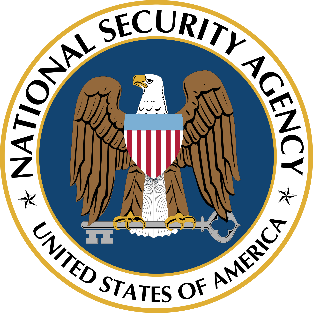 NATIONAL SECURITY AGENCY
UNITED STATES OF AMERICA